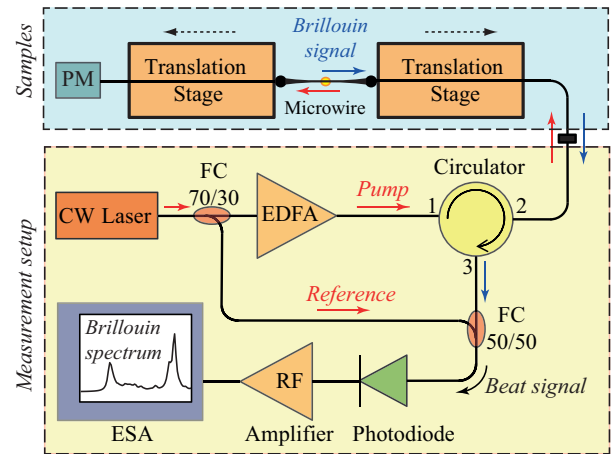 Samples
PM
Translation
Stage
Brillouin
signal
Microwire
Translation
Stage
Measurement setup
CW Laser
FC
70/30
EDFA
Pump
Circulator
1
2
3
Reference
FC
50/50
Beat signal
Brillouin
spectrum
ESA
RF
Amplifier
Photodiode